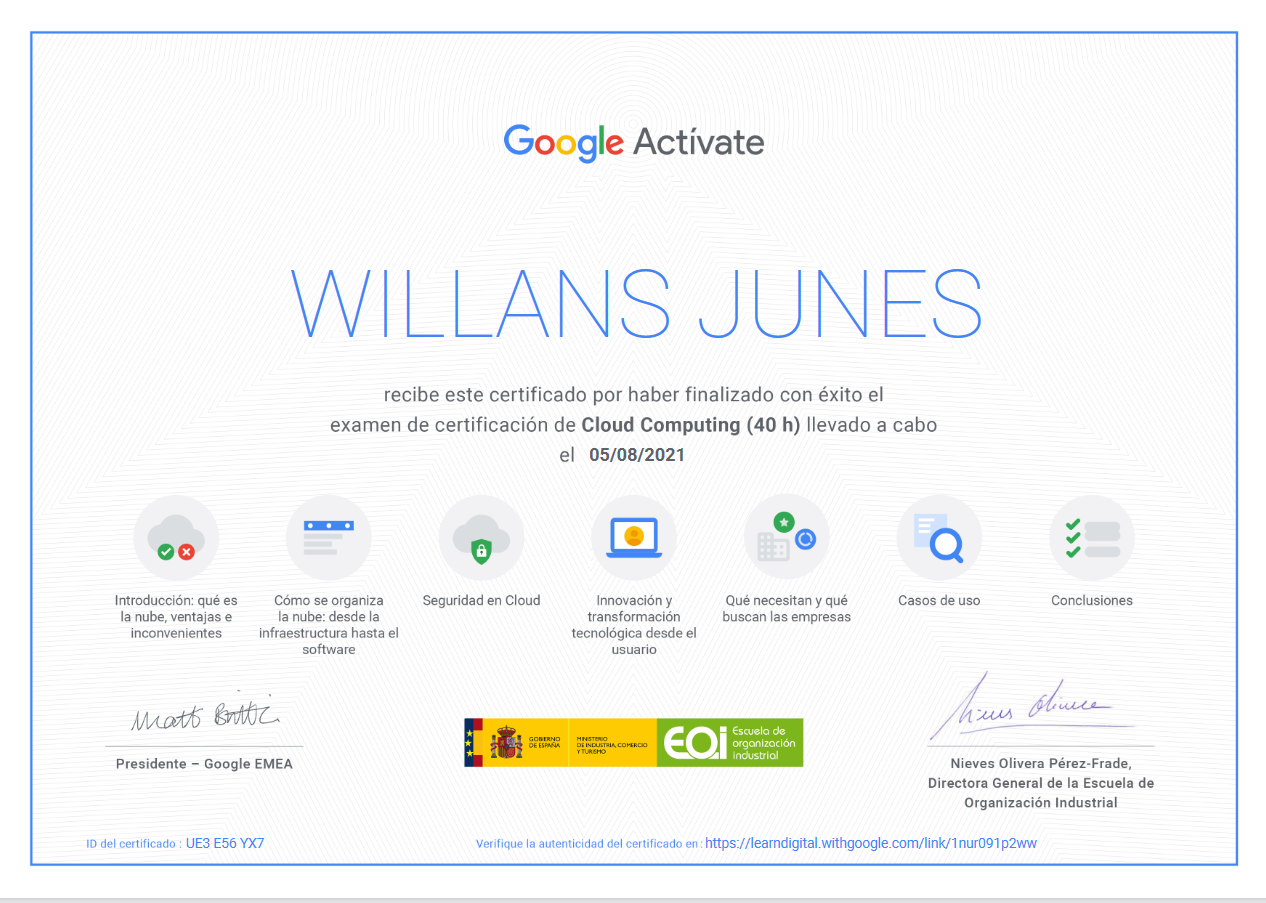 Google Actívate
WILLANS JUNES
recibe este certificado por haber finalizado con éxito el
examen de certificación de Cloud Computing (40 h) llevado a cabo
el 05/08/2021
Introducción: qué es
la nube, ventajas e
inconvenientes
Cómo se organiza
la nube: desde la
infraestructura hasta el
software
Seguridad en Cloud
Innovación y
transformación
tecnológica desde el
usuario
Qué necesitan y qué
buscan las empresas
Casos de uso
Conclusiones
Matt Brittin
Presidente – Google EMEA
GOBIERNO
DE ESPAÑA
MINISTERIO
DE INDUSTRIA, COMERCIO
Y TURISMO
EOi
Escuela de
organización
industrial
Nieves Olivera
Nieves Olivera Pérez-Frade,
Directora General de la Escuela de
Organización Industrial
ID del certificado : UE3 E56 YX7
Verifique la autenticidad del certificado en : https://learndigital.withgoogle.com/link/1nur091p2ww